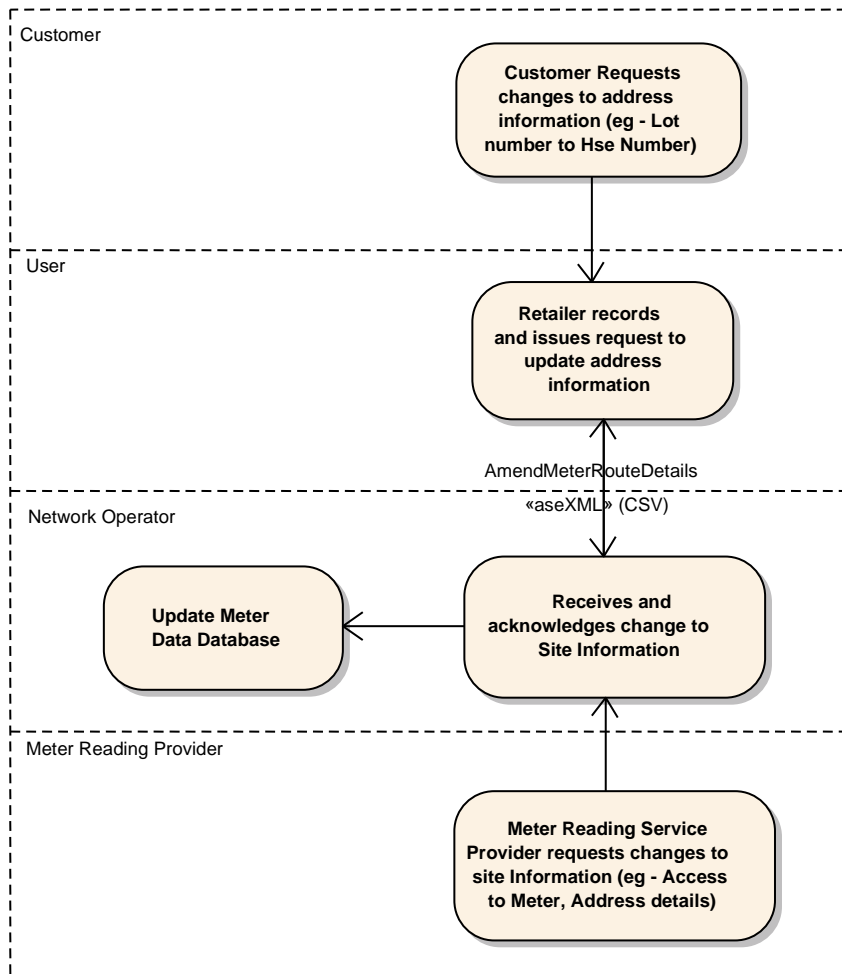 Customer
Customer Requests
changes to address
information (eg - Lot
number to Hse Number)
User
Retailer records
and issues request to
update address
information
AmendMeterRouteDetails
«aseXML» (CSV)
Network Operator
Update Meter
Data Database
Receives and
acknowledges change to
Site Information
Meter Reading Provider
Meter Reading Service
Provider requests changes to
site Information (eg - Access
to Meter, Address details)